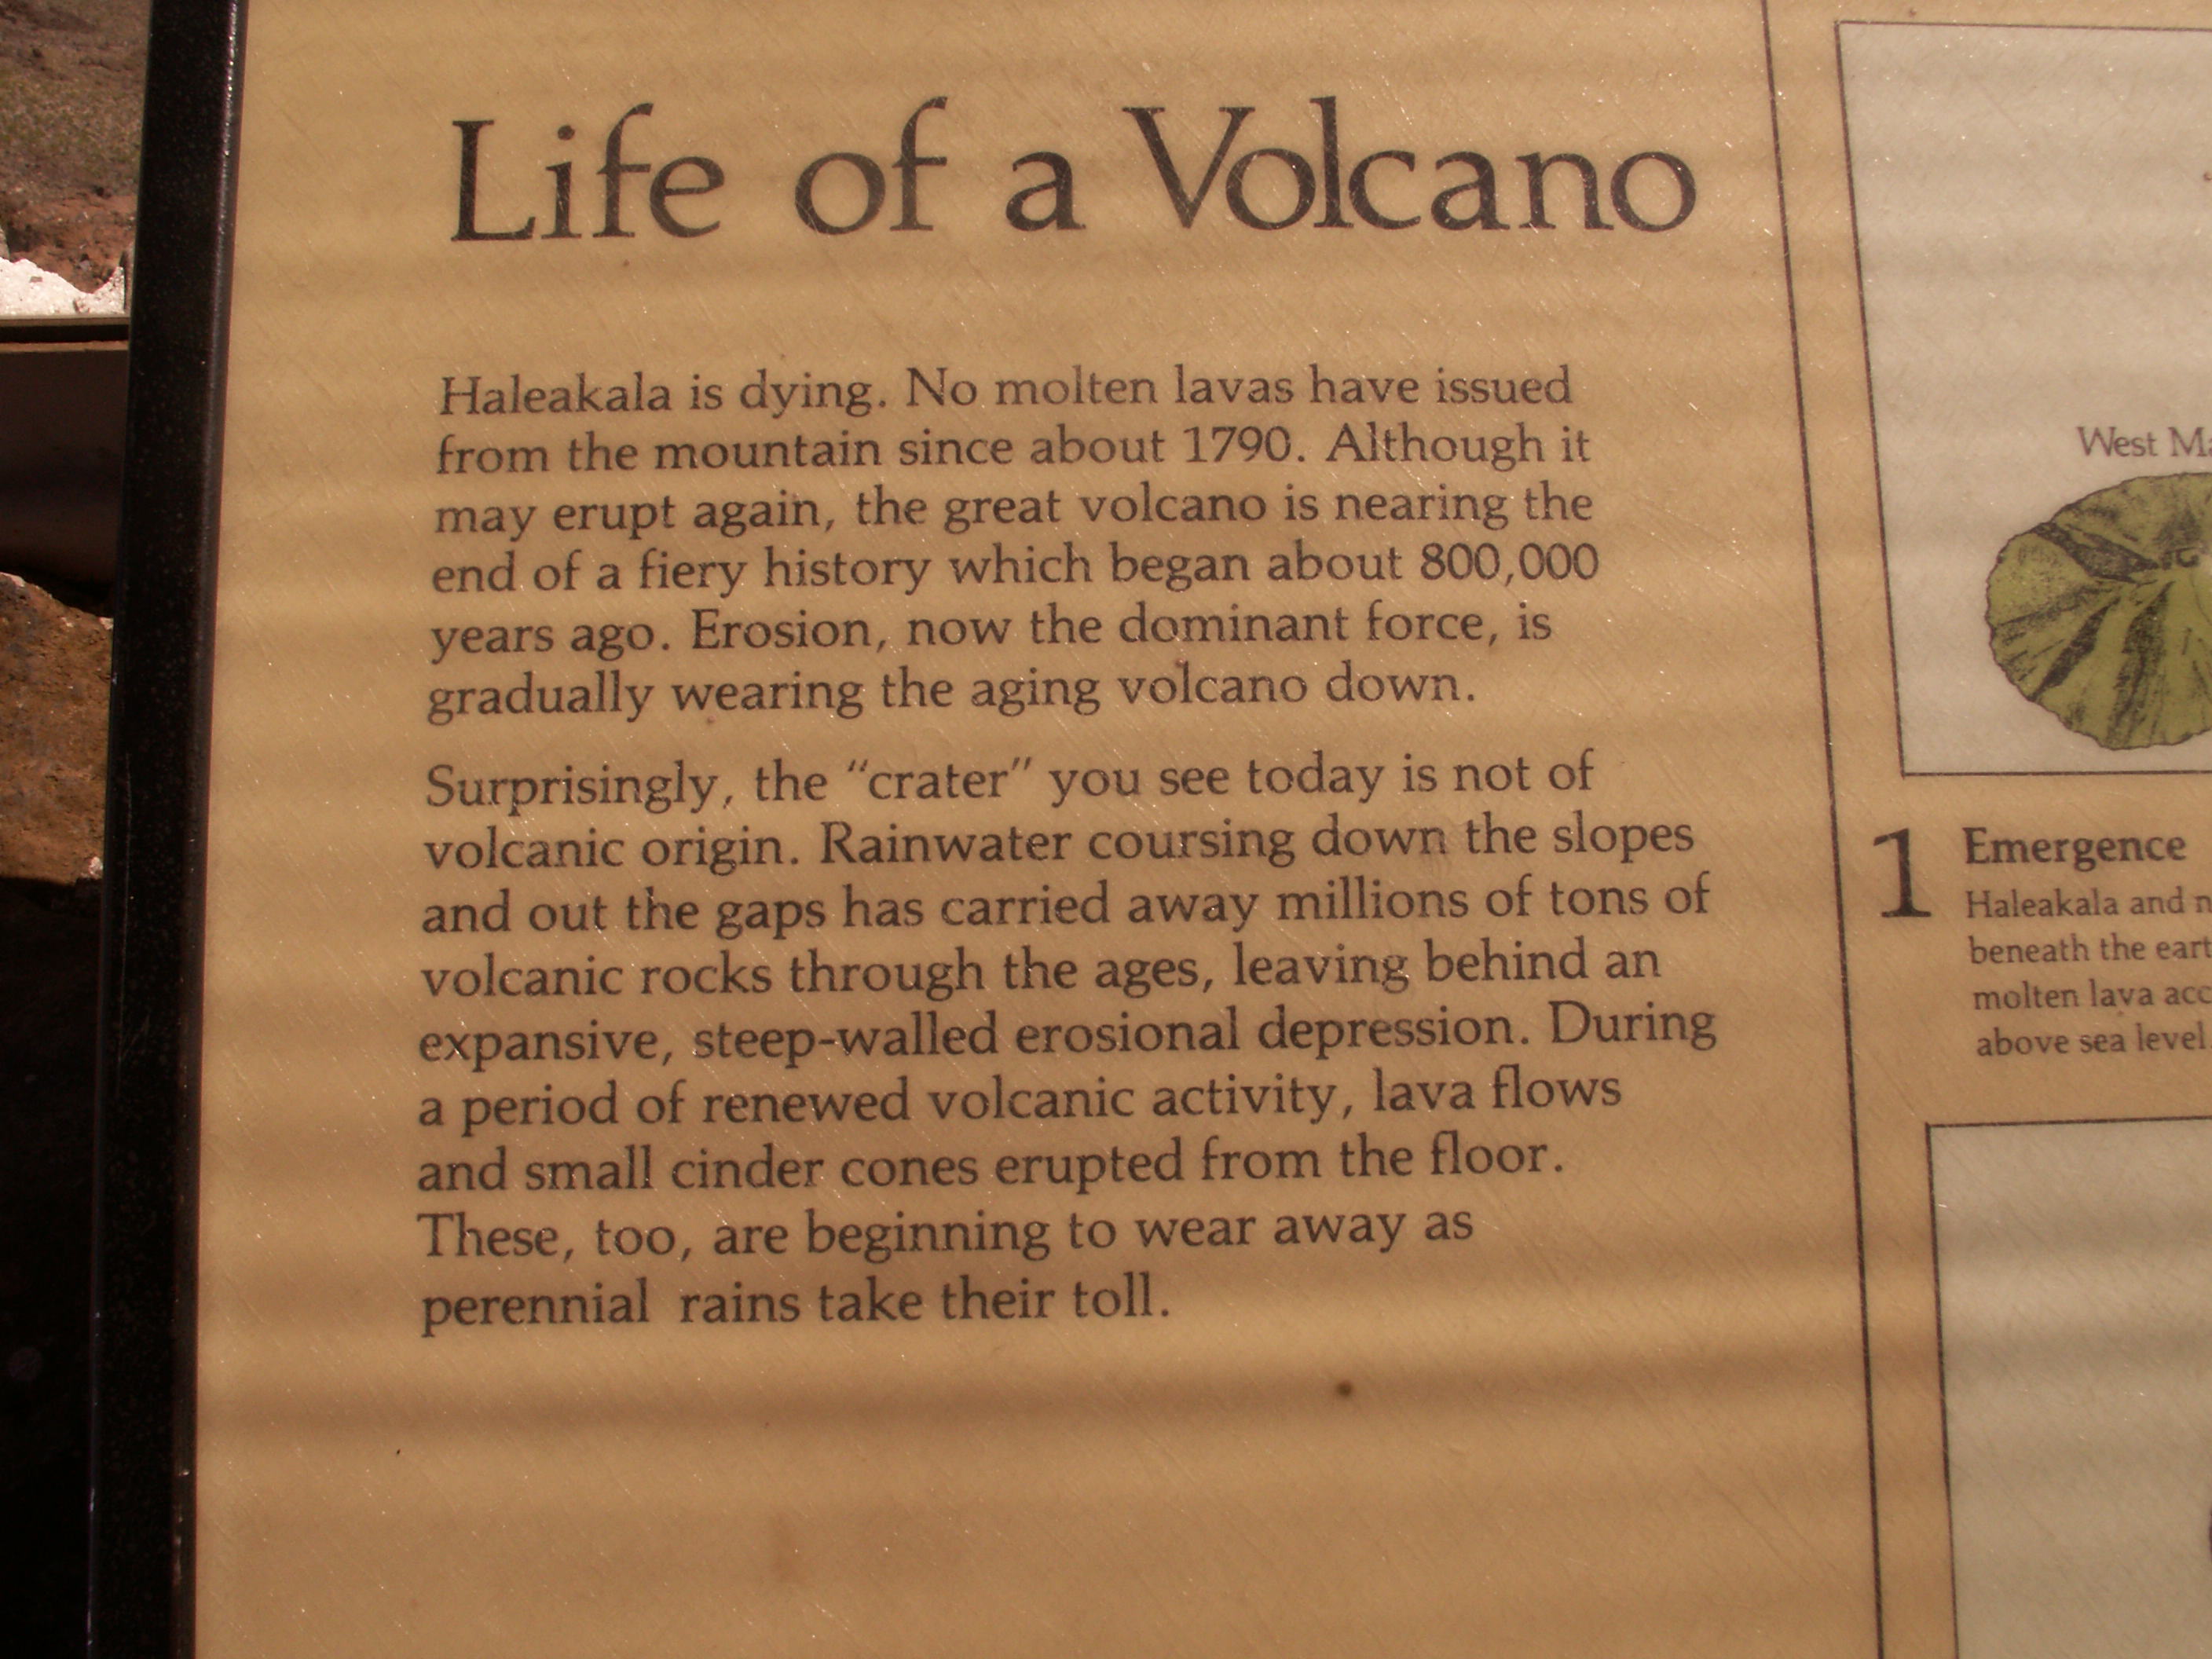 Life of a Volcano
Haleakala is dying. No molten lavas have issued
from the mountain since about 1790. Although it
may erupt again, the great volcano is nearing the
end of a fiery history which began about 800,000
years ago. Erosion, now the dominant force, is
gradually wearing the aging volcano down.
Surprisingly, the “crater” you see today is not of
volcanic origin. Rainwater coursing down the slopes
and out the gaps has carried away millions of tons of
volcanic rocks through the ages, leaving behind an
expansive, steep-walled erosional depression. During
a period of renewed volcanic activity, lava flows
and small cinder cones erupted from the floor.
These, too, are beginning to wear away as
perennial rains take their toll.
West
1 Emergence
Haleakala and
beneath the
molten lava
above sea level.